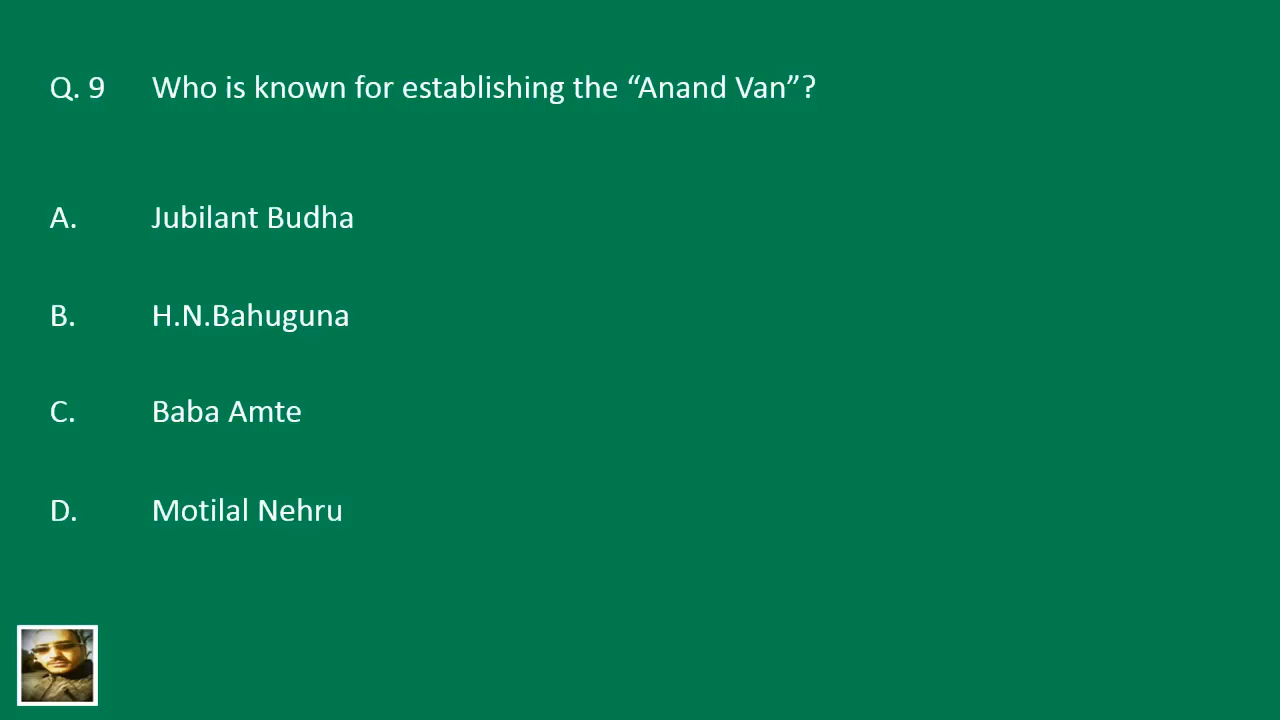 Q. 9 Who is known for establishing the “Anand Van”?
A. Jubilant Budha
B. H.N.Bahuguna
C. Baba Amte
D. Motilal Nehru